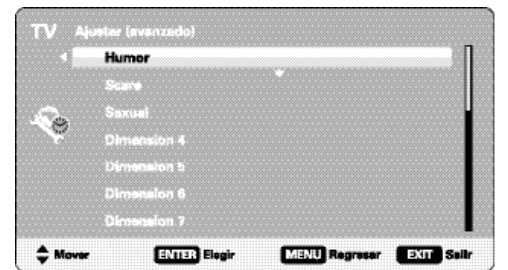 TV Ajustar (avanzado)
Humor
Scare
Sexual
Dimension 4
Dimension 5
Dimension 6
Dimension 7
Mover ENTER Elegir MENU Regresar EXIT Salir